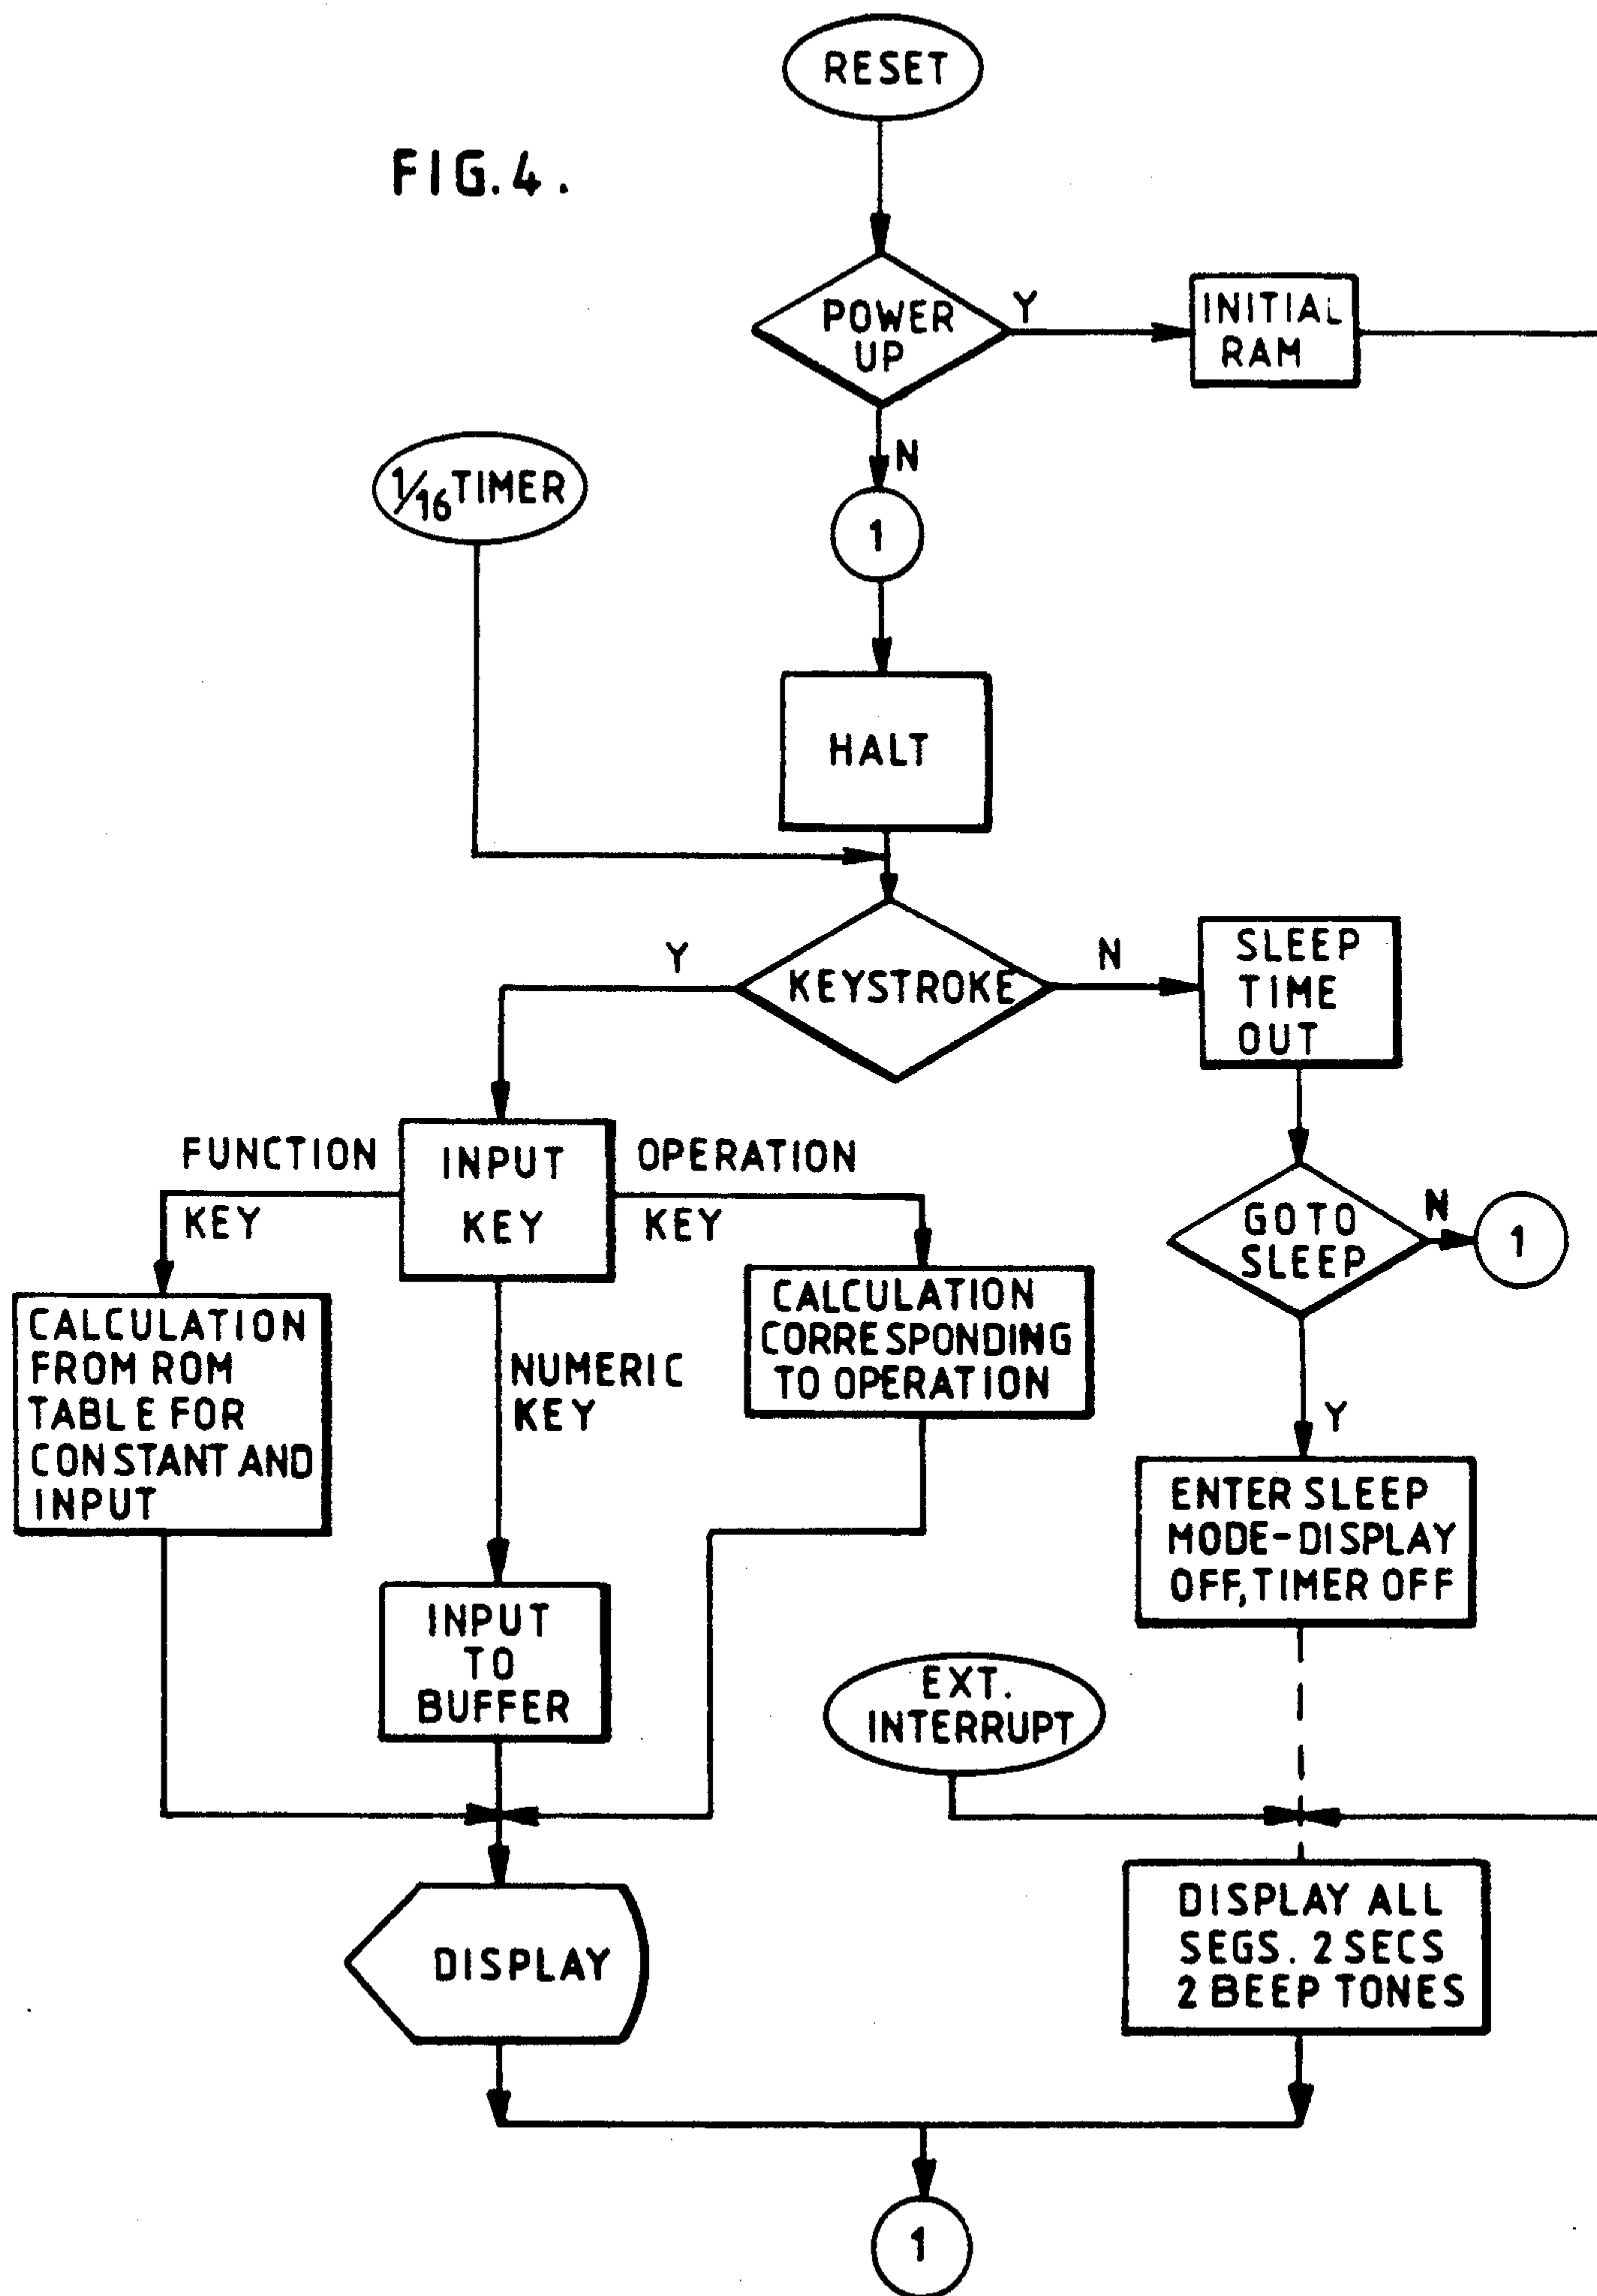 RESET
FIG.4.
POWER
UP
Y
INITIAL
RAM
N
1/16 TIMER
1
HALT
Y
KEYSTROKE
N
SLEEP
TIME
OUT
FUNCTION
KEY
INPUT
KEY
OPERATION
KEY
GO TO
SLEEP
N
1
CALCULATION
FROM ROM
TABLE FOR
CONSTANT AND
INPUT
NUMERIC
KEY
CALCULATION
CORRESPONDING
TO OPERATION
Y
ENTER SLEEP
MODE-DISPLAY
OFF, TIMER OFF
INPUT
TO
BUFFER
EXT.
INTERRUPT
DISPLAY
DISPLAY ALL
SEGS. 2 SECS
2 BEEP TONES
1